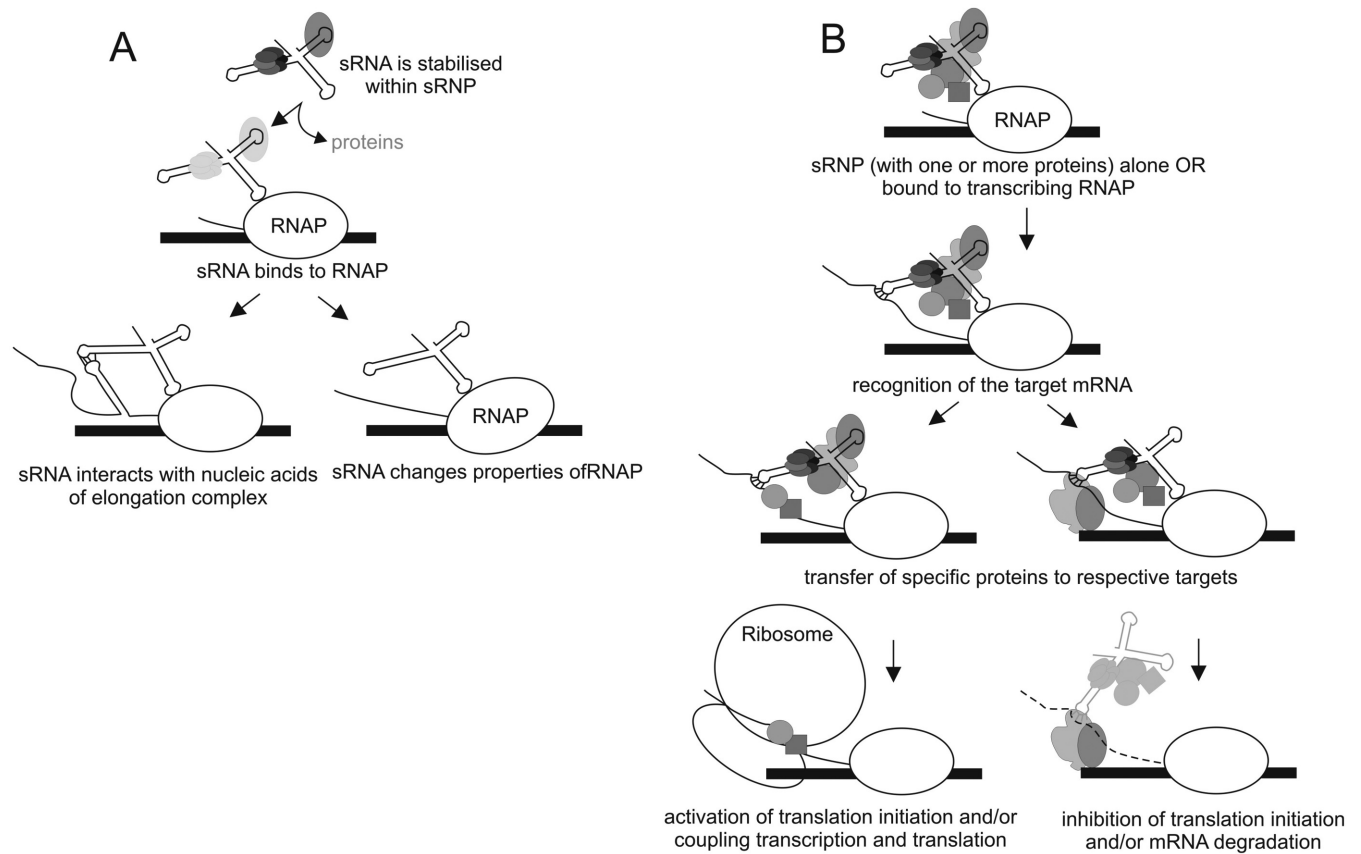 A
sRNA is stabilised
within sRNP
proteins
RNAP
sRNA binds to RNAP
RNAP
sRNA interacts with nucleic acids
of elongation complex
sRNA changes properties ofRNAP
B
RNAP
sRNP (with one or more proteins) alone OR
bound to transcribing RNAP
recognition of the target mRNA
transfer of specific proteins to respective targets
Ribosome
activation of translation initiation and/or
coupling transcription and translation
inhibition of translation initiation
and/or mRNA degradation